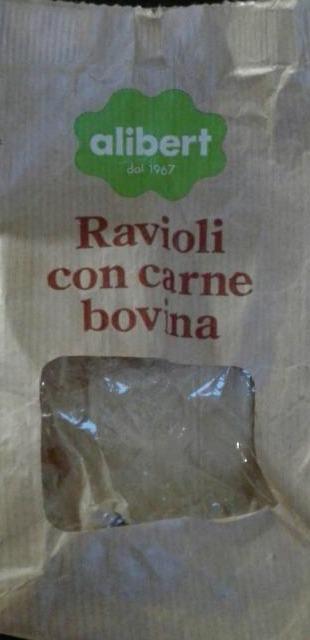 alibert
dal 1967
Ravioli
con carne
bovina